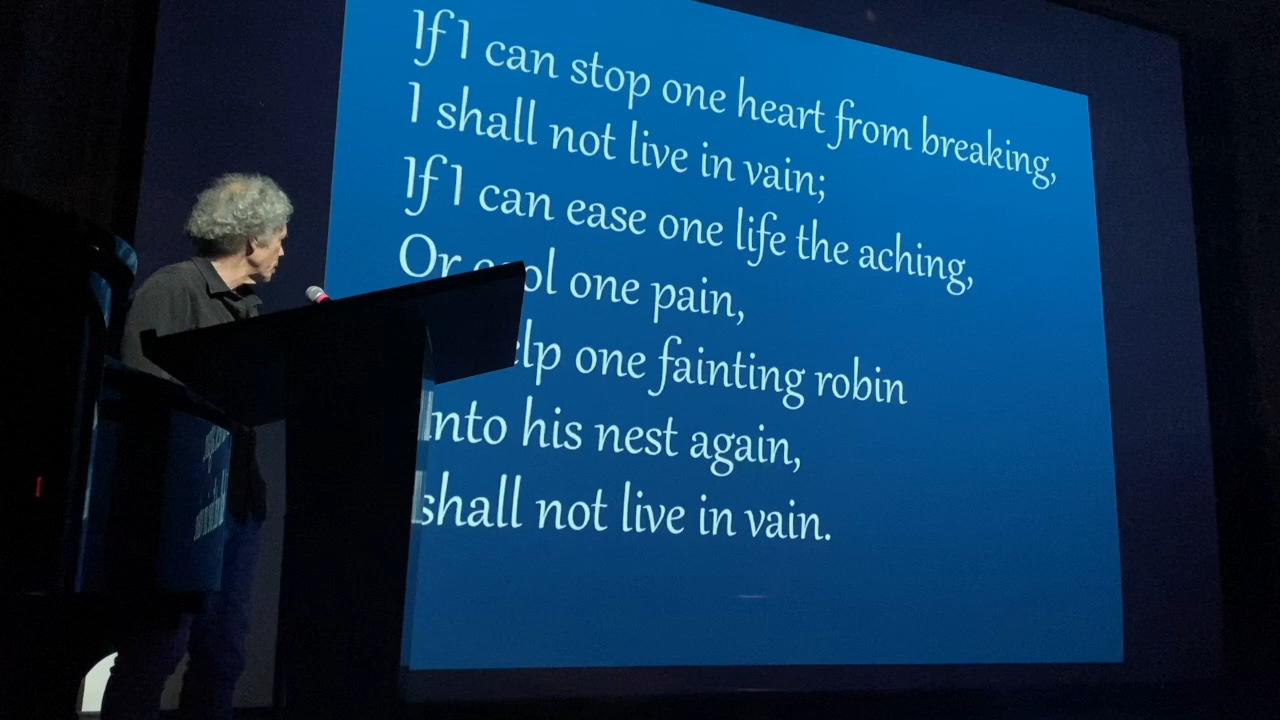 If I can stop one heart from breaking,
I shall not live in vain;
If I can ease one life the aching,
Or cool one pain,
one fainting robin
his nest again,
shall not live in vain.